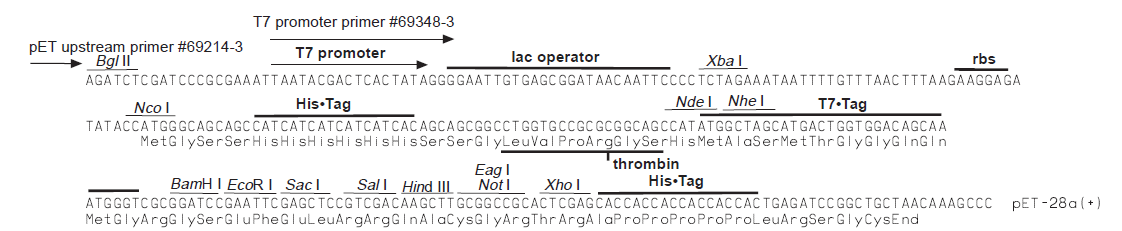 T7 promoter primer #69348-3
pET upstream primer #69214-3
Bgl II T7 promoter lac operator Xba I rbs
AGATCTCGATCCCGCGAAATTAATACGACTCACTATAGGGGAATTGTGAGCGGATAACAATTCCCCTCTAGAAATAATTTTGTTTAACTTTAAGAAGGAGA
Nco I His•Tag Nde I Nhe I T7•Tag
TATACCATGGGCAGCAGCCATCATCATCATCATCACAGCAGCGGCCTGGTGCCGCGCGGCAGCCATATGGCTAGCATGACTGGTGGACAGCAA
MetGlySerSerHisHisHisHisHisHisSerSerGlyLeuValProArgGlySerHisMetAlaSerMetThrGlyGlyGlnGln
thrombin
Eag I
BamH I EcoR I Sac I Sal I Hind III Not I Xho I His•Tag
ATGGGTCGCGGATCCGAATTCGAGCTCCGTCGACAAGCTTGCGGCCGCACTCGAGCACCACCACCACCACCACTGAGATCCGGCTGCTAACAAAGCCC pET-28a(+)
MetGlyArgGlySerGluPheGluLeuArgArgGlnAlaCysGlyArgThrArgAlaProProProProProLeuArgSerGlyCysEnd